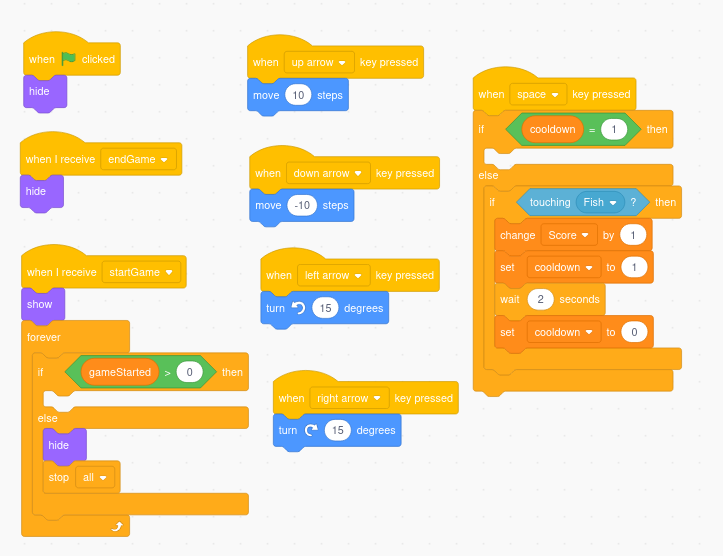 when clicked
hide
when I receive endGame
hide
when I receive startGame
show
forever
if gameStarted > 0 then
else
hide
stop all
when up arrow key pressed
move 10 steps
when down arrow key pressed
move -10 steps
when left arrow key pressed
turn 15 degrees
when right arrow key pressed
turn 15 degrees
when space key pressed
if cooldown = 1 then
else
if touching Fish ? then
change Score by 1
set cooldown to 1
wait 2 seconds
set cooldown to 0